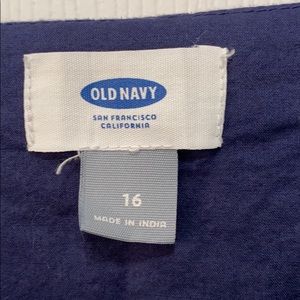 OLD NAVY
SAN FRANCISCO
CALIFORNIA
16
MADE IN INDIA